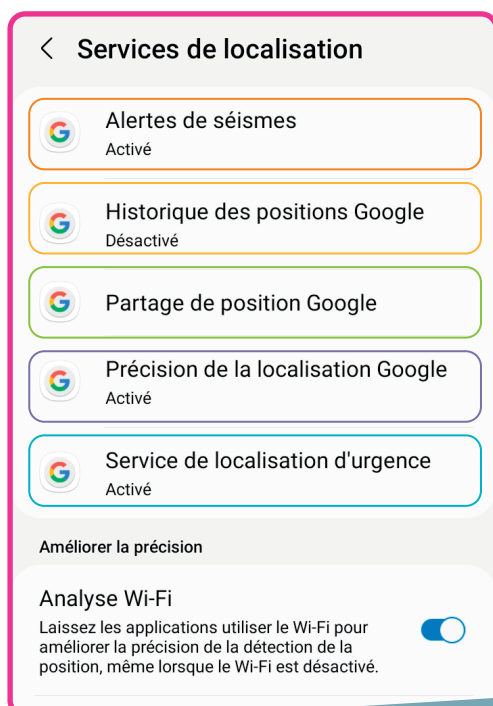 Services de localisation
Alertes de séismes
Activé
Historique des positions Google
Désactivé
Partage de position Google
Précision de la localisation Google
Activé
Service de localisation d'urgence
Activé
Améliorer la précision
Analyse Wi-Fi
Laissez les applications utiliser le Wi-Fi pour
améliorer la précision de la détection de la
position, même lorsque le Wi-Fi est désactivé.